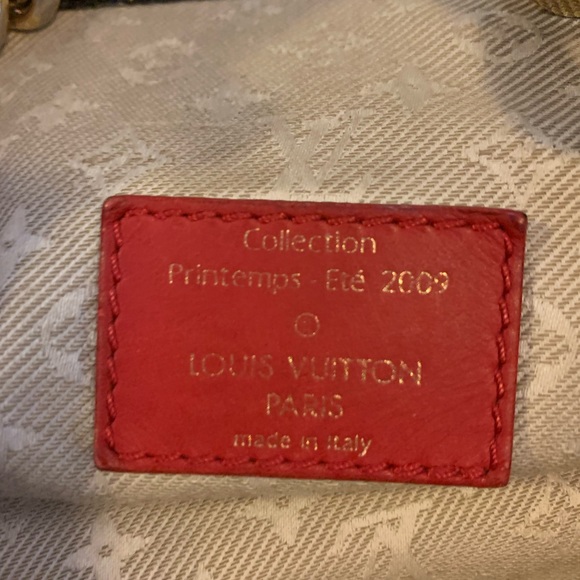 Collection
Printemps - Eté 2009
LOUIS VUITTON
PARIS
made in Italy